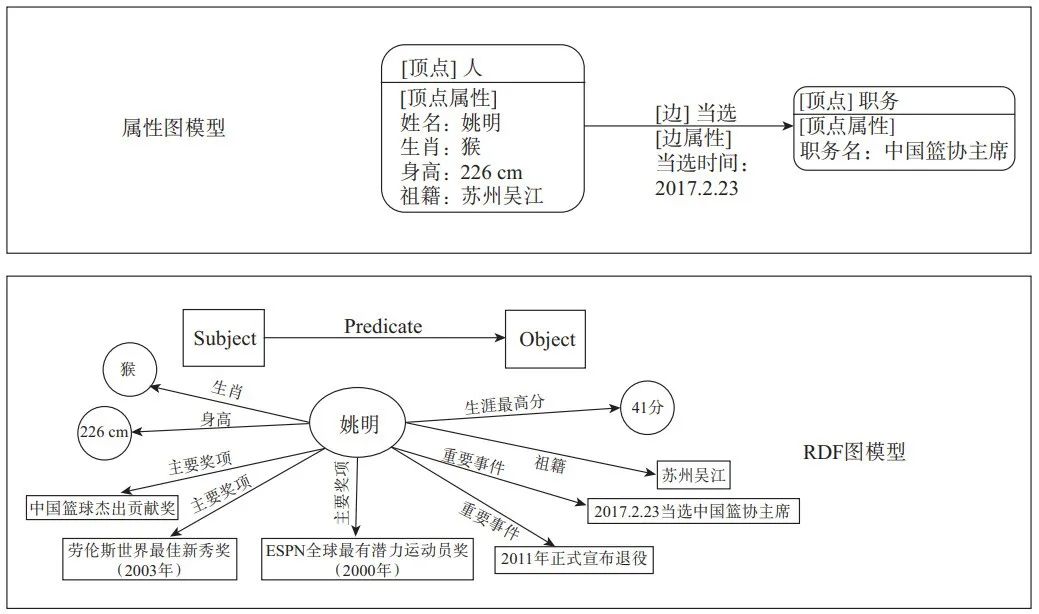 属性图模型
[顶点] 人
[顶点属性]
姓名：姚明
生肖：猴
身高：226 cm
祖籍：苏州吴江
[边] 当选
[边属性]
当选时间：
2017.2.23
[顶点] 职务
[顶点属性]
职务名：中国篮协主席
Subject
Predicate
Object
猴
生肖
226 cm
身高
姚明
生涯最高分
41分
RDF图模型
主要奖项
中国篮球杰出贡献奖
主要奖项
劳伦斯世界最佳新秀奖
(2003年)
主要奖项
ESPN全球最有潜力运动员奖
(2000年)
重要事件
2011年正式宣布退役
重要事件
2017.2.23当选中国篮协主席
祖籍
苏州吴江